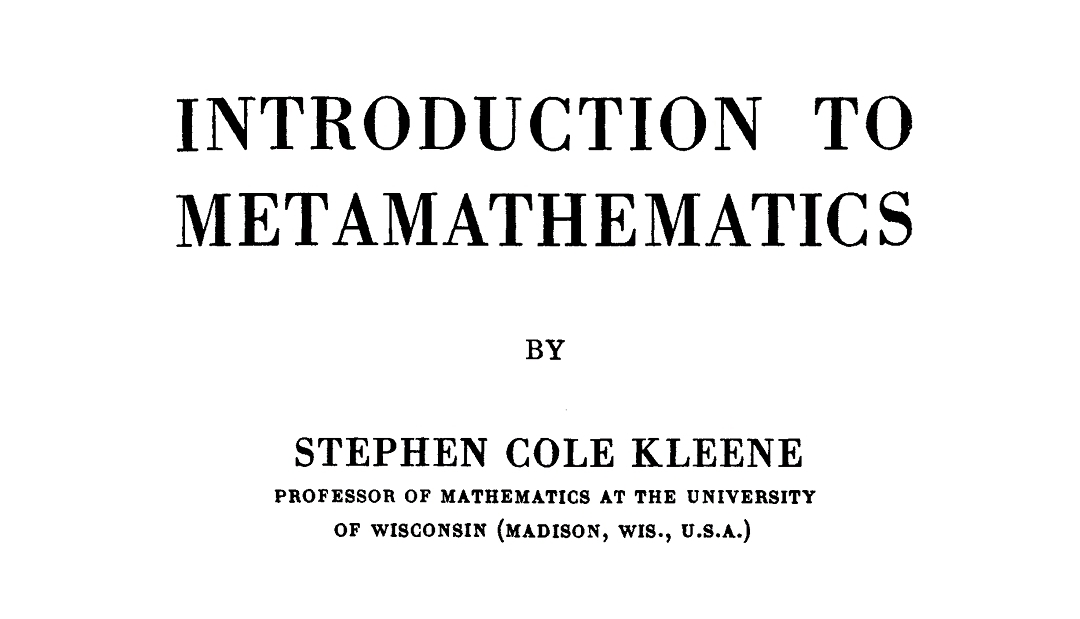 INTRODUCTION TO
METAMATHEMATICS
BY
STEPHEN COLE KLEENE
PROFESSOR OF MATHEMATICS AT THE UNIVERSITY
OF WISCONSIN (MADISON, WIS., U.S.A.)